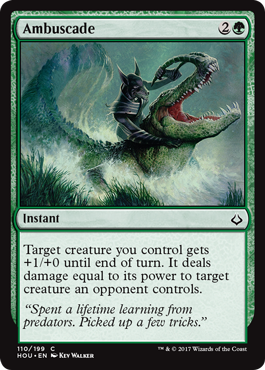 Ambuscade 2
Instant
Target creature you control gets
+1/+0 until end of turn. It deals
damage equal to its power to target
creature an opponent controls.
"Spent a lifetime learning from
predators. Picked up a few tricks."
110/199 C
HOU • EN KEV WALKER ™ & © 2017 Wizards of the Coast